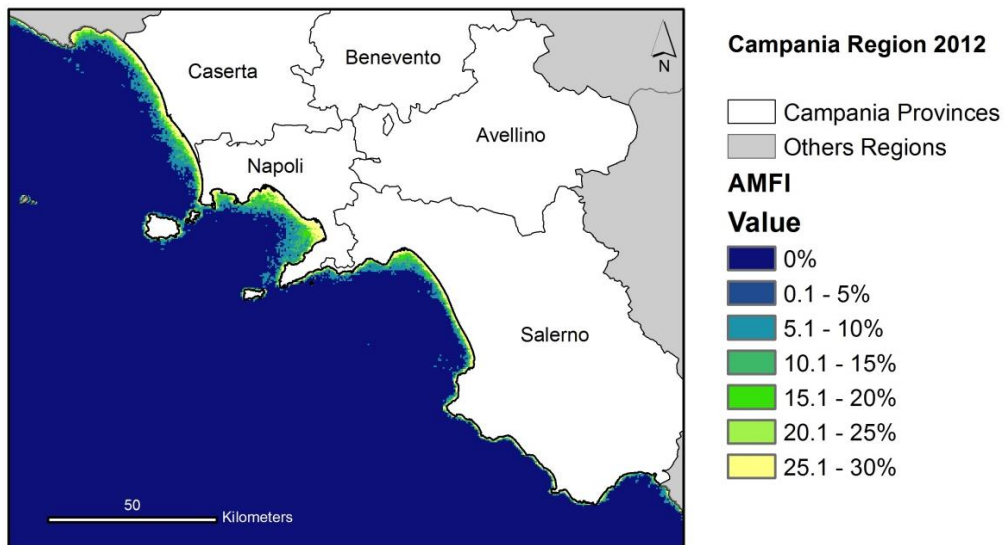 Caserta
Benevento
Avellino
Napoli
Salerno
N
50
Kilometers
Campania Region 2012
Campania Provinces
Others Regions
AMFI
Value
0%
0.1 - 5%
5.1 - 10%
10.1 - 15%
15.1 - 20%
20.1 - 25%
25.1 - 30%